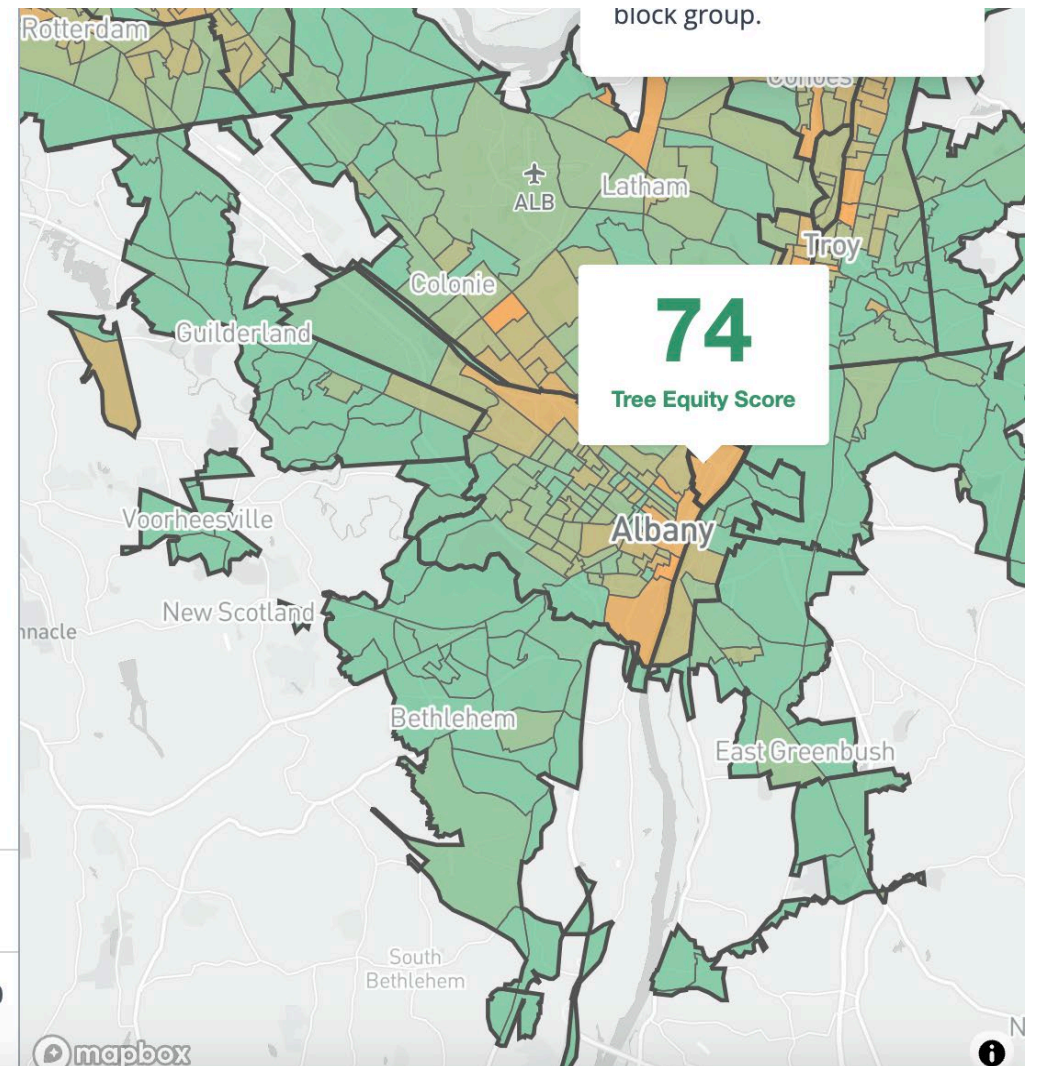 block group.
Rotterdam
Cohoes
ALB
Latham
Troy
Colonie
74
Tree Equity Score
Guilderland
Albany
Voorheesville
New Scotland
nnacle
Bethlehem
East Greenbush
South
Bethlehem
N
mapbox
i